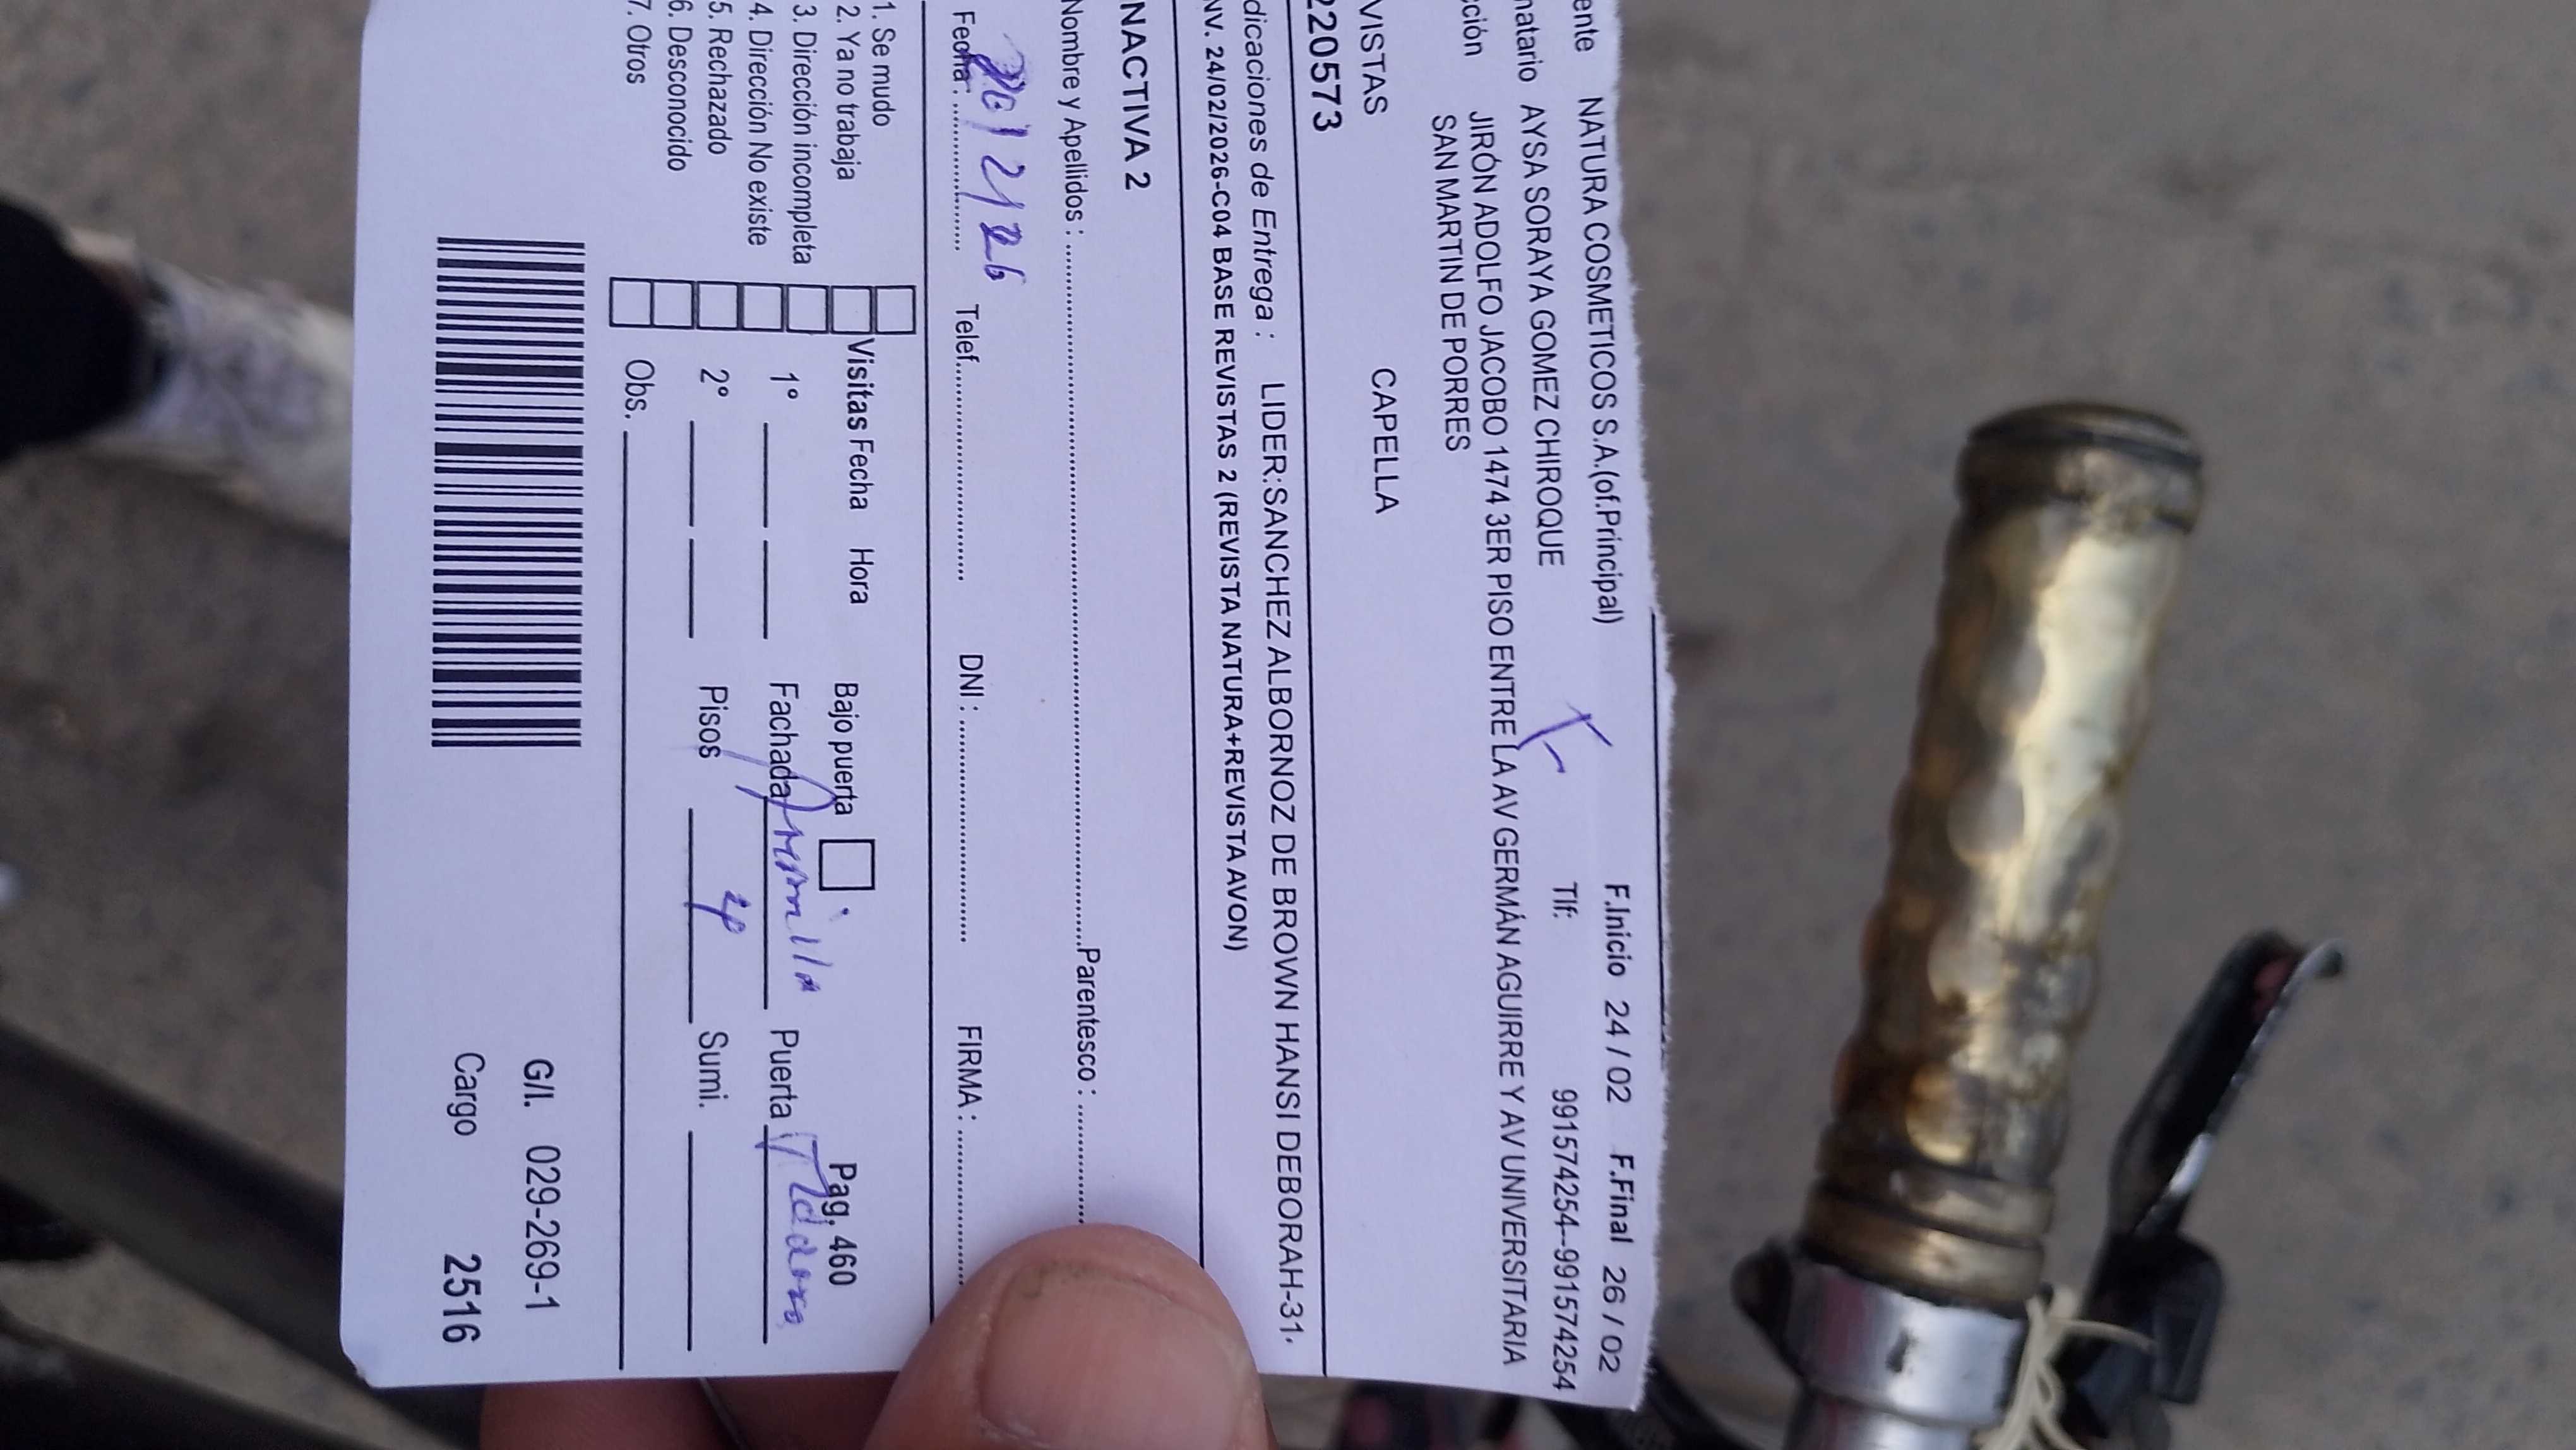 ente NATURA COSMETICOS S.A.(of.Principal) F.Inicio 24 / 02 F.Final 26 / 02
natario AYSA SORAYA GOMEZ CHIROQUE Tlf: 991574254--991574254
cción JIRÓN ADOLFO JACOBO 1474 3ER PISO ENTRE LA AV GERMÁN AGUIRRE Y AV UNIVERSITARIA
SAN MARTIN DE PORRES
VISTAS CAPELLA
220573
dicaciones de Entrega : LIDER:SANCHEZ ALBORNOZ DE BROWN HANSI DEBORAH-31.
NV. 24/02/2026-C04 BASE REVISTAS 2 (REVISTA NATURA+REVISTA AVON)
NACTIVA 2
Nombre y Apellidos : Parentesco :
Fecha : Telef. DNI : FIRMA :
1. Se mudo
2. Ya no trabaja Visitas Fecha Hora Bajo puerta Pag. 460
3. Dirección incompleta
4. Dirección No existe 1° Fachada Puerta
5. Rechazado 2° Pisos 4 Sumi.
6. Desconocido
7. Otros Obs.
G/I. 029-269-1
Cargo 2516